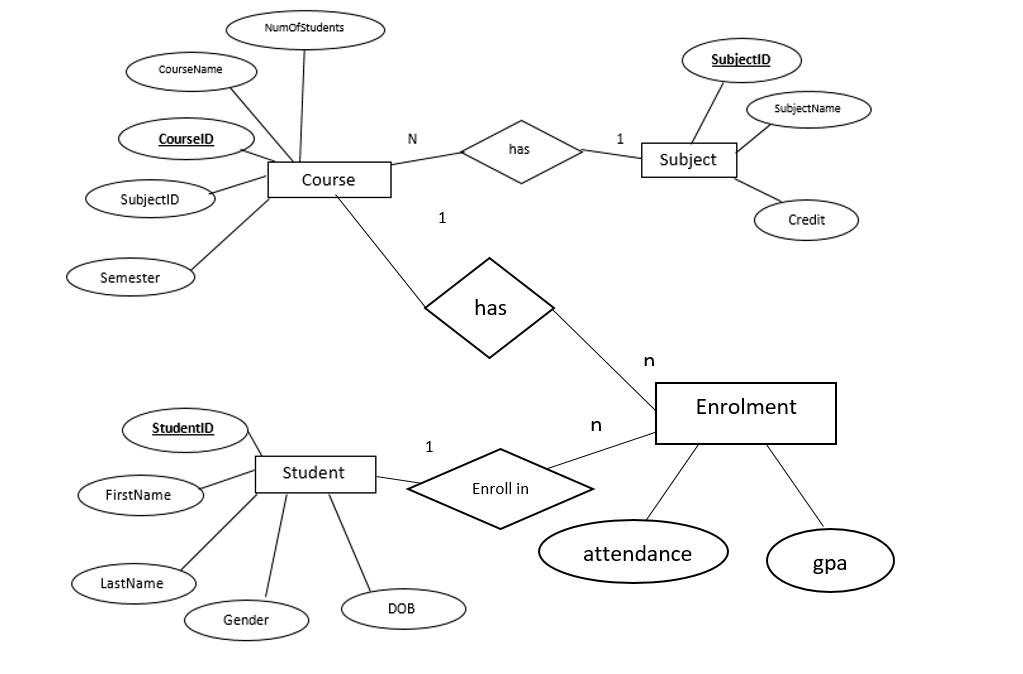 NumOfStudents
CourseName
SubjectID
SubjectName
CourseID
N
has
1
Subject
Course
SubjectID
Credit
1
Semester
has
n
Enrolment
n
StudentID
1
Student
Enroll in
FirstName
attendance
gpa
LastName
DOB
Gender